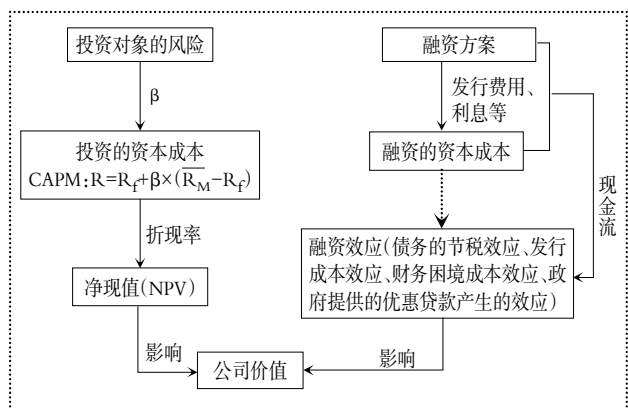 投资对象的风险
融资方案
β
发行费用、
利息等
投资的资本成本
CAPM:R=Rf+β×(R̅M−Rf)
融资的资本成本
现金流
折现率
融资效应(债务的节税效应、发行
成本效应、财务困境成本效应、政
府提供的优惠贷款产生的效应)
净现值(NPV)
影响
影响
公司价值